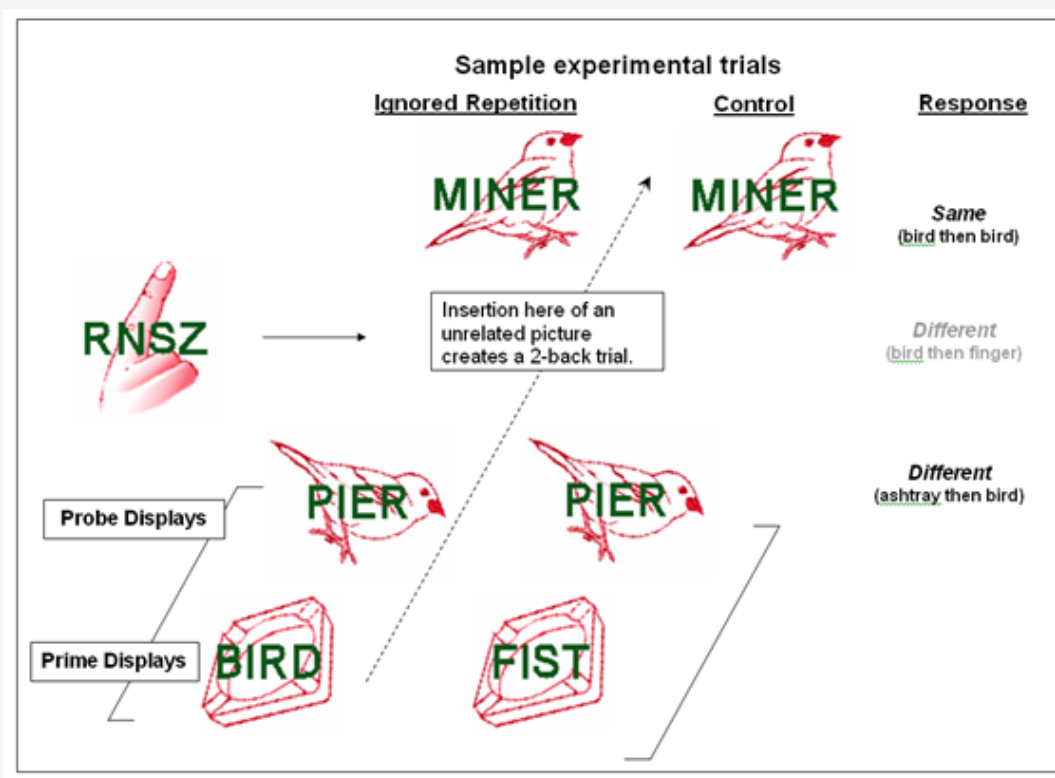 Sample experimental trials
Ignored Repetition Control Response
MINER MINER
Same
(bird then bird)
RNSZ
Insertion here of an
unrelated picture
creates a 2-back trial.
Different
(bird then finger)
PIER PIER
Different
(ashtray then bird)
Probe Displays
Prime Displays
BIRD FIST